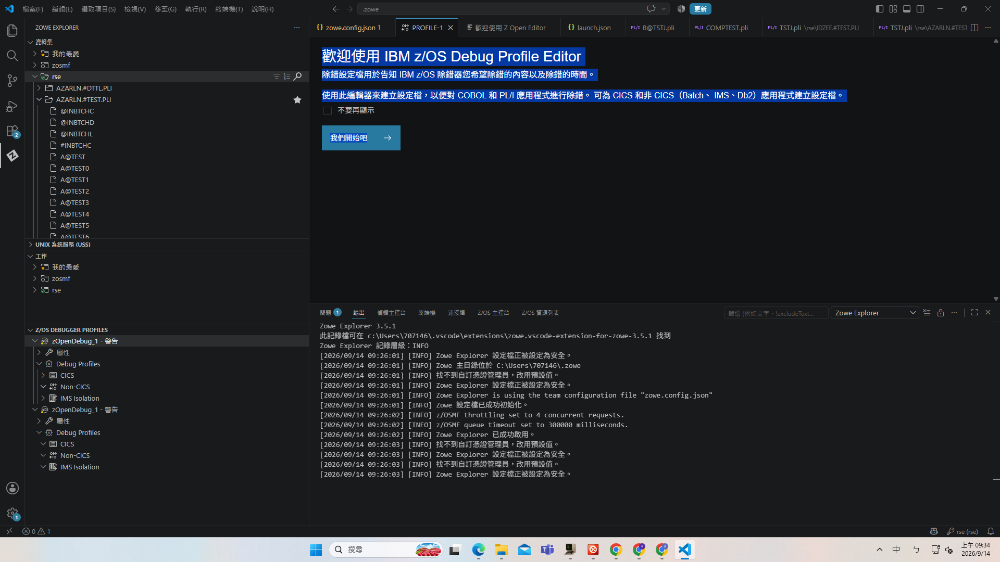 檔案(F) 編輯(E) 選取項目(S) 檢視(V) 移至(G) 執行(R) 終端機(T) 說明(H)
.zowe
更新
ZOWE EXPLORER
資料集
我的最愛
zosmf
rse
AZARLN.#DTTL.PLI
AZARLN.#TEST.PLI
@INBTCHC
@INBTCHD
@INBTCHL
#INBTCHC
A@TEST
A@TEST0
A@TEST1
A@TEST2
A@TEST3
A@TEST4
A@TEST5
A@TEST6
UNIX 系統服務 (USS)
工作
我的最愛
zosmf
rse
Z/OS DEBUGGER PROFILES
zOpenDebug_1 - 警告
屬性
Debug Profiles
CICS
Non-CICS
IMS Isolation
zOpenDebug_1 - 警告
屬性
Debug Profiles
CICS
Non-CICS
IMS Isolation
zowe.config.json 1
PROFILE-1
歡迎使用 Z Open Editor
launch.json
PL/I B@TSTJ.pli
PL/I COMPTEST.pli
PL/I TSTJ.pli \rse\IDZEE.#TEST.PLI
PL/I TSTJ.pli \rse\AZARLN.#TEST
歡迎使用 IBM z/OS Debug Profile Editor
除錯設定檔用於告知 IBM z/OS 除錯器您希望除錯的內容以及除錯的時間。
使用此編輯器來建立設定檔，以便對 COBOL 和 PL/I 應用程式進行除錯。 可為 CICS 和非 CICS（Batch、 IMS、Db2）應用程式建立設定檔。
不要再顯示
我們開始吧
問題 1 輸出 偵錯主控台 終端機 連接埠 Z/OS 主控台 Z/OS 資源列表
篩選 (例如文字、!excludeText...
Zowe Explorer
Zowe Explorer 3.5.1
此記錄檔可在 c:\Users\707146\.vscode\extensions\zowe.vscode-extension-for-zowe-3.5.1 找到
Zowe Explorer 記錄層級：INFO
[2026/09/14 09:26:01] [INFO] Zowe Explorer 設定檔正被設定為安全。
[2026/09/14 09:26:01] [INFO] Zowe 主目錄位於 C:\Users\707146\.zowe
[2026/09/14 09:26:01] [INFO] 找不到自訂憑證管理員，改用預設值。
[2026/09/14 09:26:01] [INFO] Zowe Explorer 設定檔正被設定為安全。
[2026/09/14 09:26:01] [INFO] Zowe Explorer is using the team configuration file "zowe.config.json"
[2026/09/14 09:26:01] [INFO] Zowe 設定檔已成功初始化。
[2026/09/14 09:26:02] [INFO] z/OSMF throttling set to 4 concurrent requests.
[2026/09/14 09:26:02] [INFO] z/OSMF queue timeout set to 300000 milliseconds.
[2026/09/14 09:26:02] [INFO] Zowe Explorer 已成功啟用。
[2026/09/14 09:26:03] [INFO] 找不到自訂憑證管理員，改用預設值。
[2026/09/14 09:26:03] [INFO] Zowe Explorer 設定檔正被設定為安全。
[2026/09/14 09:26:03] [INFO] 找不到自訂憑證管理員，改用預設值。
[2026/09/14 09:26:03] [INFO] Zowe Explorer 設定檔正被設定為安全。
2
1
0 1
rse (rse)
搜尋
中
ㄅ
上午 09:34
2026/9/14